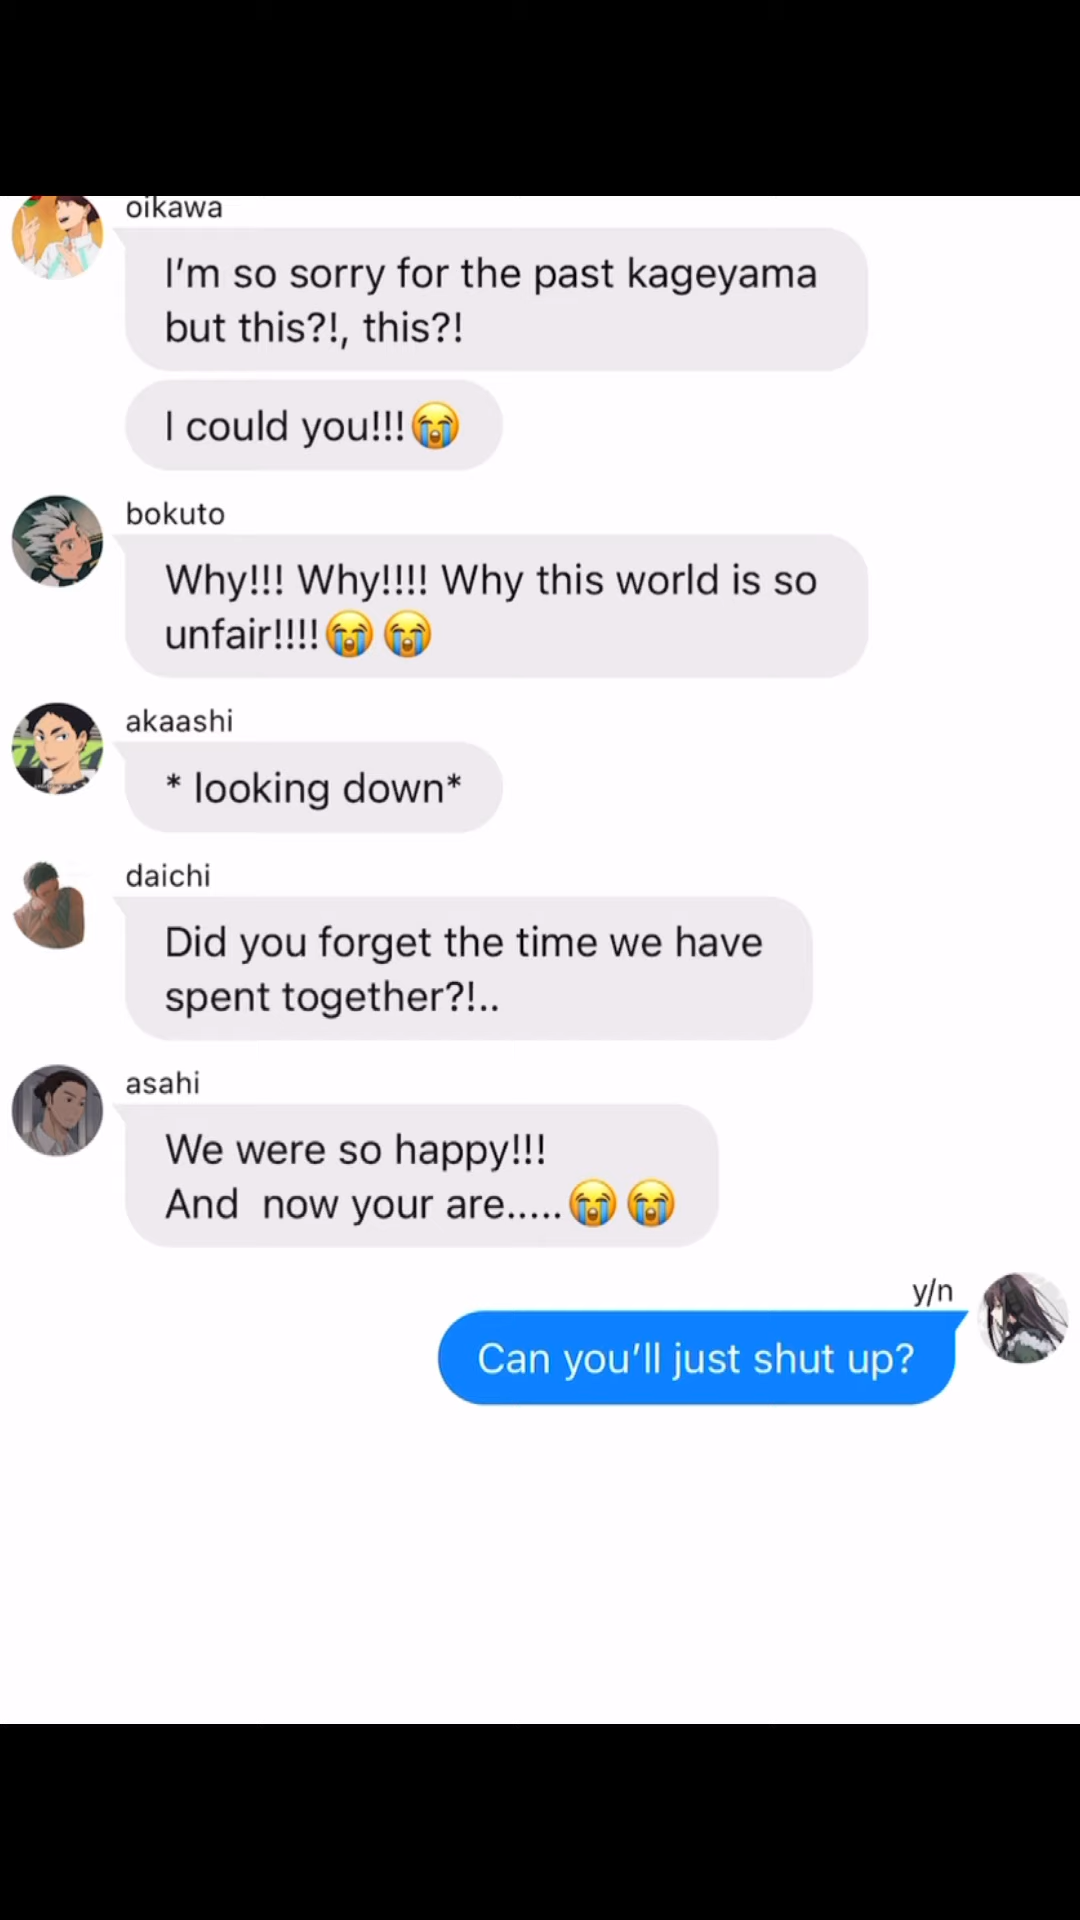 oikawa
I’m so sorry for the past kageyama
but this?!, this?!
I could you!!!😭
bokuto
Why!!! Why!!!! Why this world is so
unfair!!!!😭😭
akaashi
* looking down*
daichi
Did you forget the time we have
spent together?!..
asahi
We were so happy!!!
And  now your are.....😭😭
y/n
Can you’ll just shut up?